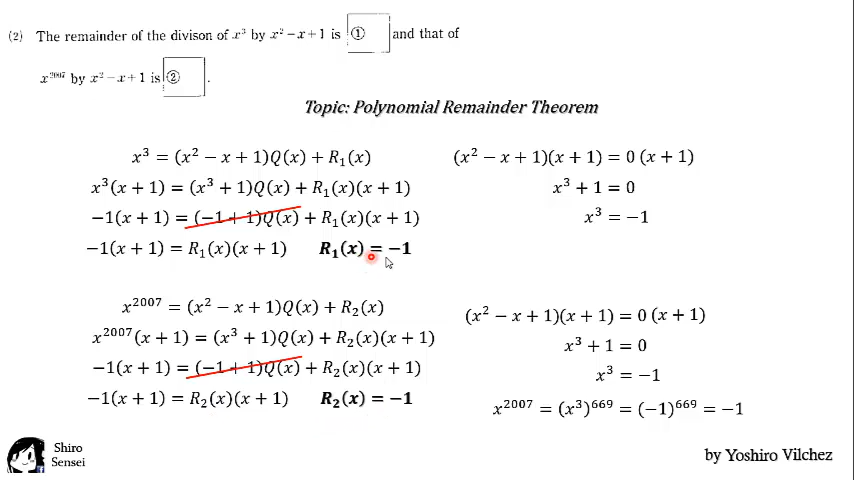 (2) The remainder of the divison of x³ by x²−x+1 is ① and that of
x²⁰⁰⁷ by x²−x+1 is ② .
Topic: Polynomial Remainder Theorem
x³ = (x² − x + 1)Q(x) + R₁(x)
x³(x + 1) = (x³ + 1)Q(x) + R₁(x)(x + 1)
−1(x + 1) = (−1 + 1)Q(x) + R₁(x)(x + 1)
−1(x + 1) = R₁(x)(x + 1) R₁(x) = −1
(x² − x + 1)(x + 1) = 0 (x + 1)
x³ + 1 = 0
x³ = −1
x²⁰⁰⁷ = (x² − x + 1)Q(x) + R₂(x)
x²⁰⁰⁷(x + 1) = (x³ + 1)Q(x) + R₂(x)(x + 1)
−1(x + 1) = (−1 + 1)Q(x) + R₂(x)(x + 1)
−1(x + 1) = R₂(x)(x + 1) R₂(x) = −1
(x² − x + 1)(x + 1) = 0 (x + 1)
x³ + 1 = 0
x³ = −1
x²⁰⁰⁷ = (x³)⁶⁶⁹ = (−1)⁶⁶⁹ = −1
Shiro
Sensei
by Yoshiro Vilchez